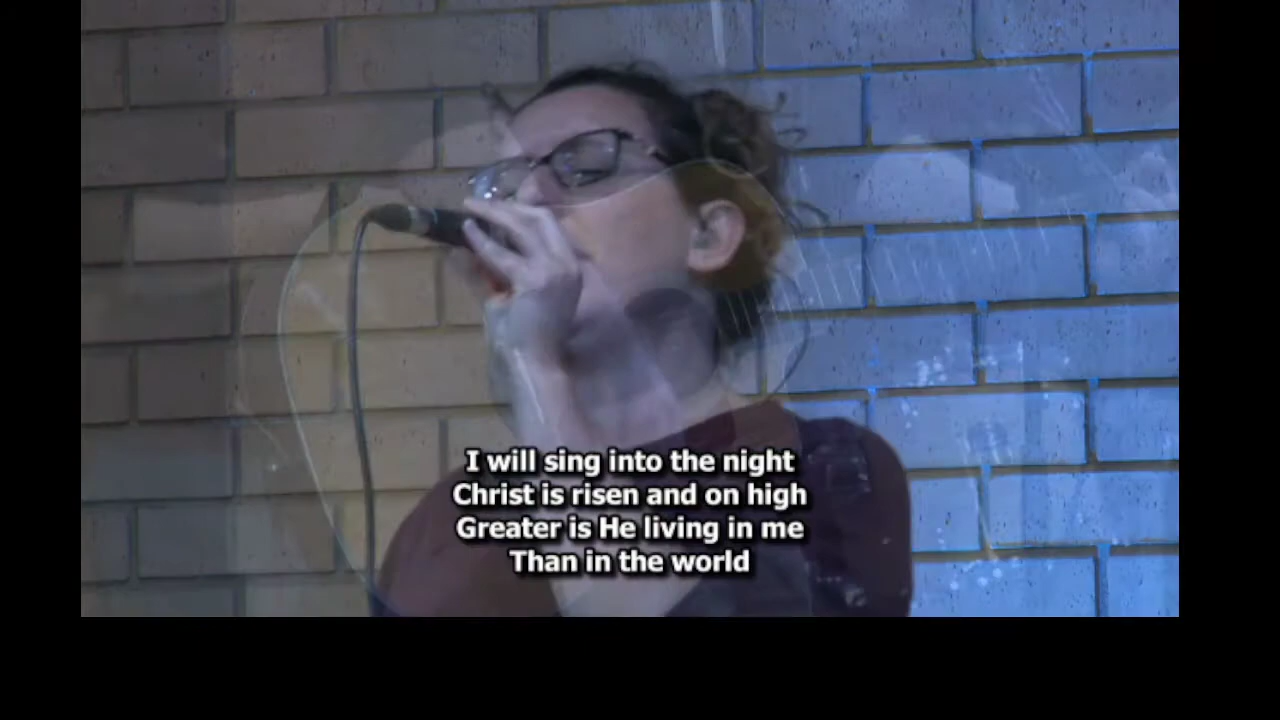 I will sing into the night
Christ is risen and on high
Greater is He living in me
Than in the world